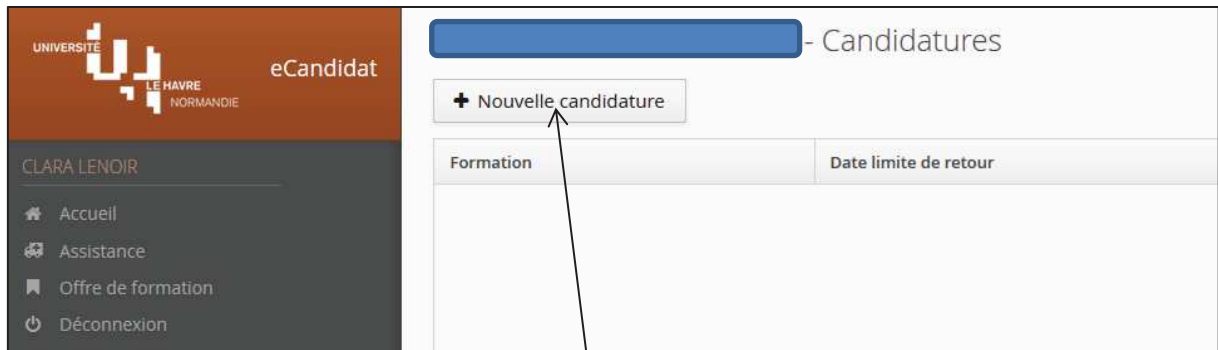 UNIVERSITÉ
LE HAVRE
NORMANDIE
eCandidat
CLARA LENOIR
Accueil
Assistance
Offre de formation
Déconnexion
- Candidatures
+ Nouvelle candidature
Formation Date limite de retour